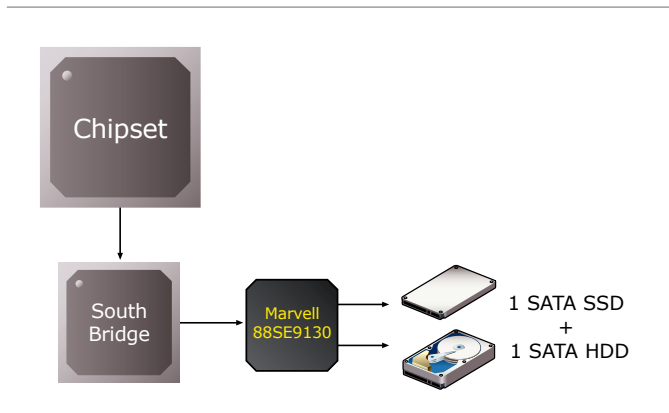 Chipset
South
Bridge
Marvell
88SE9130
1 SATA SSD
+
1 SATA HDD